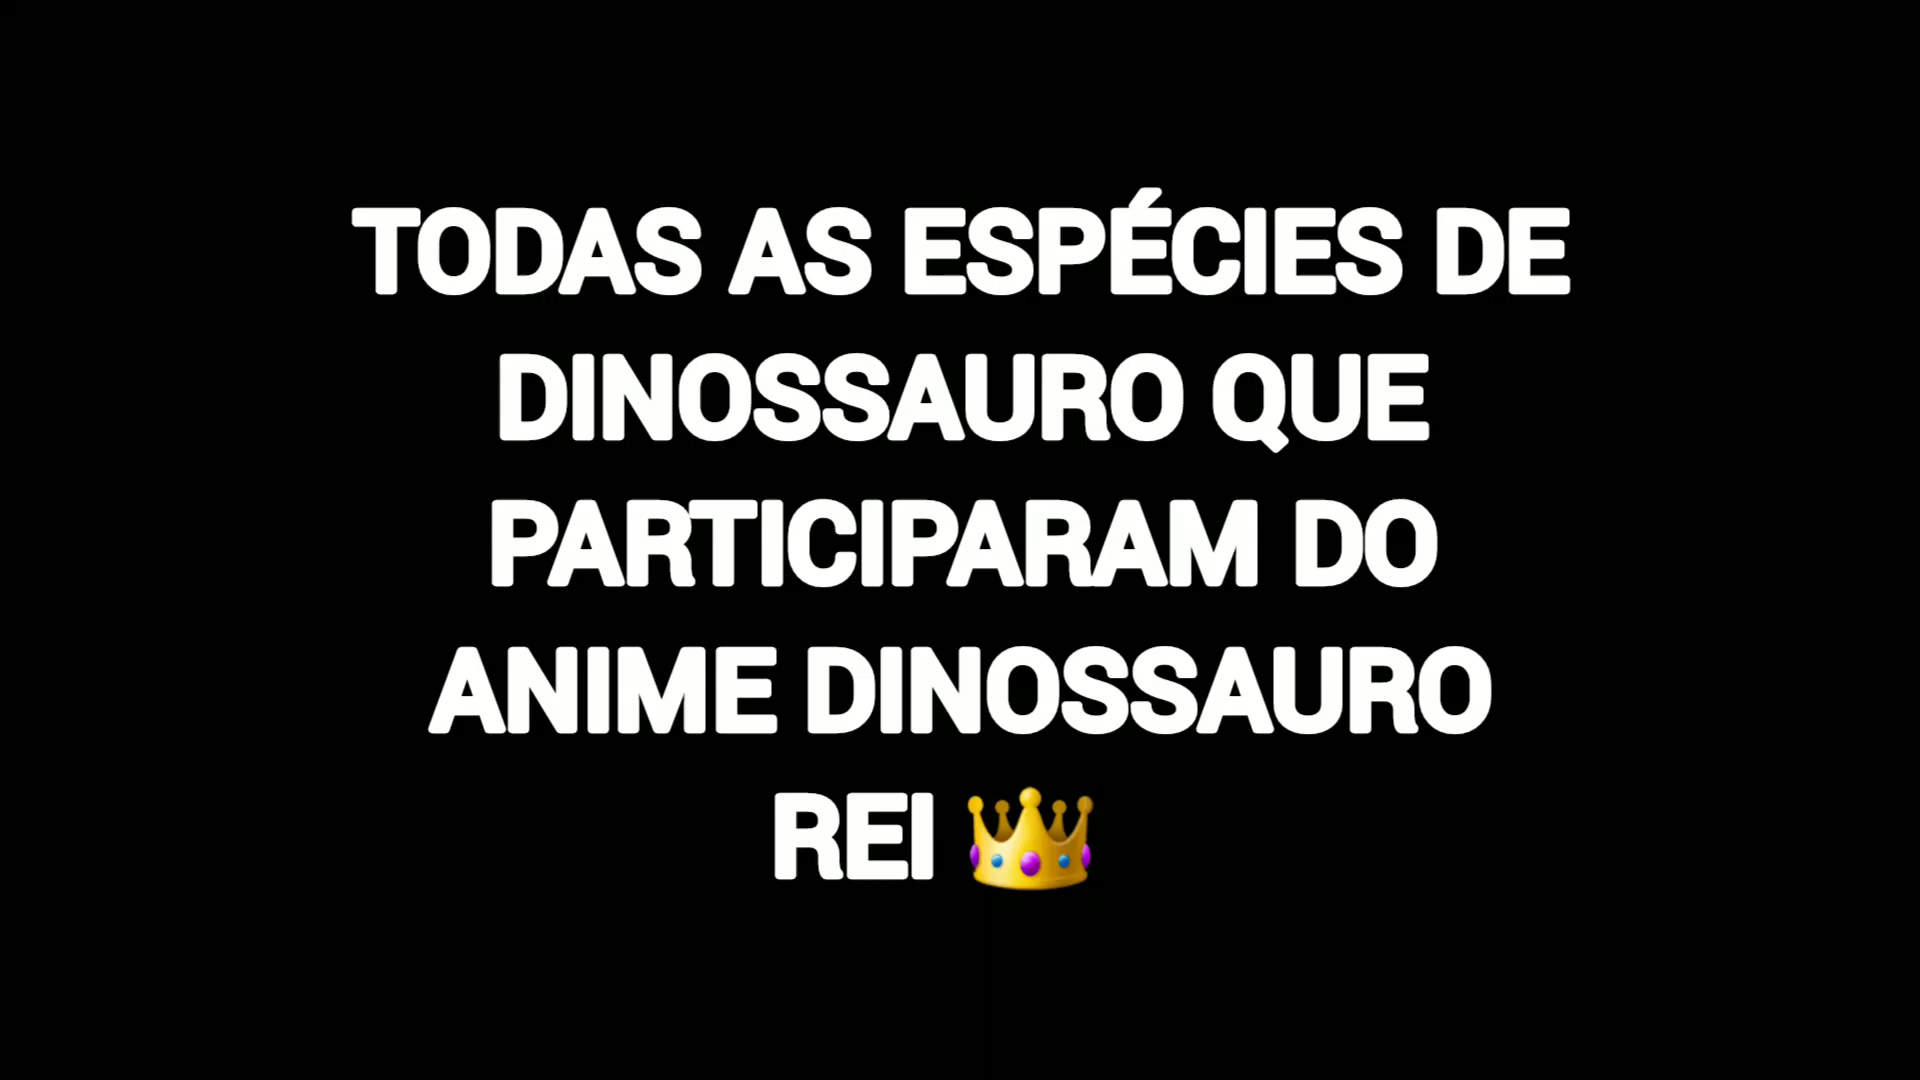 TODAS AS ESPÉCIES DE
DINOSSAURO QUE
PARTICIPARAM DO
ANIME DINOSSAURO
REI 👑